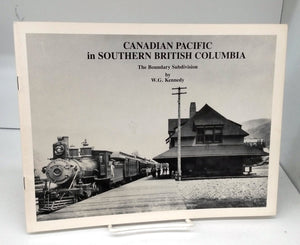 CANADIAN PACIFIC
in SOUTHERN BRITISH COLUMBIA
The Boundary Subdivision
by
W.G. Kennedy